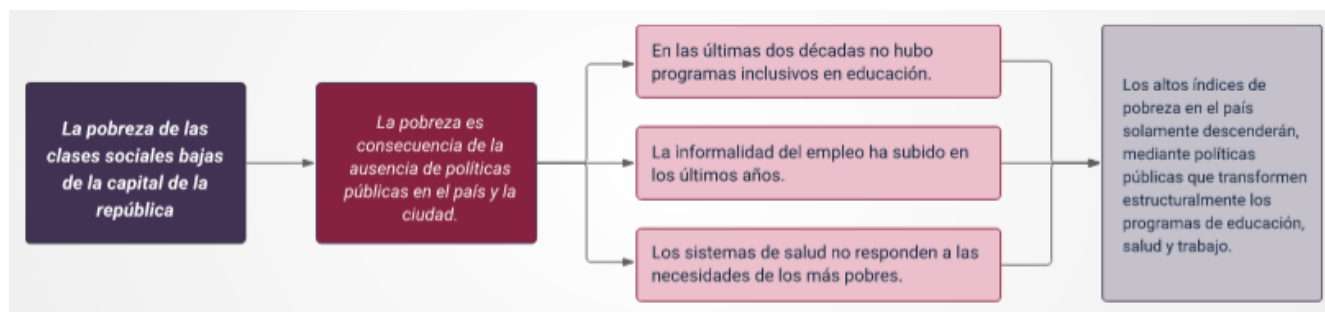 La pobreza de las
clases sociales bajas
de la capital de la
república
La pobreza es
consecuencia de la
ausencia de políticas
públicas en el país y la
ciudad.
En las últimas dos décadas no hubo
programas inclusivos en educación.
La informalidad del empleo ha subido en
los últimos años.
Los sistemas de salud no responden a las
necesidades de los más pobres.
Los altos índices de
pobreza en el país
solamente descenderán,
mediante políticas
públicas que transformen
estructuralmente los
programas de educación,
salud y trabajo.